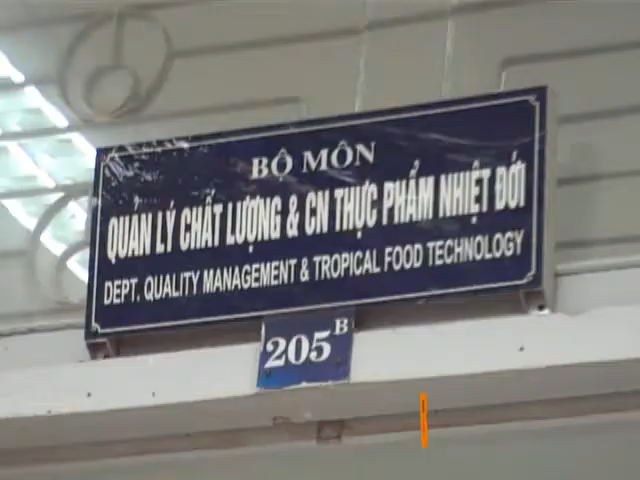 BỘ MÔN
QUẢN LÝ CHẤT LƯỢNG & CN THỰC PHẨM NHIỆT ĐỚI
DEPT. QUALITY MANAGEMENT & TROPICAL FOOD TECHNOLOGY
205B